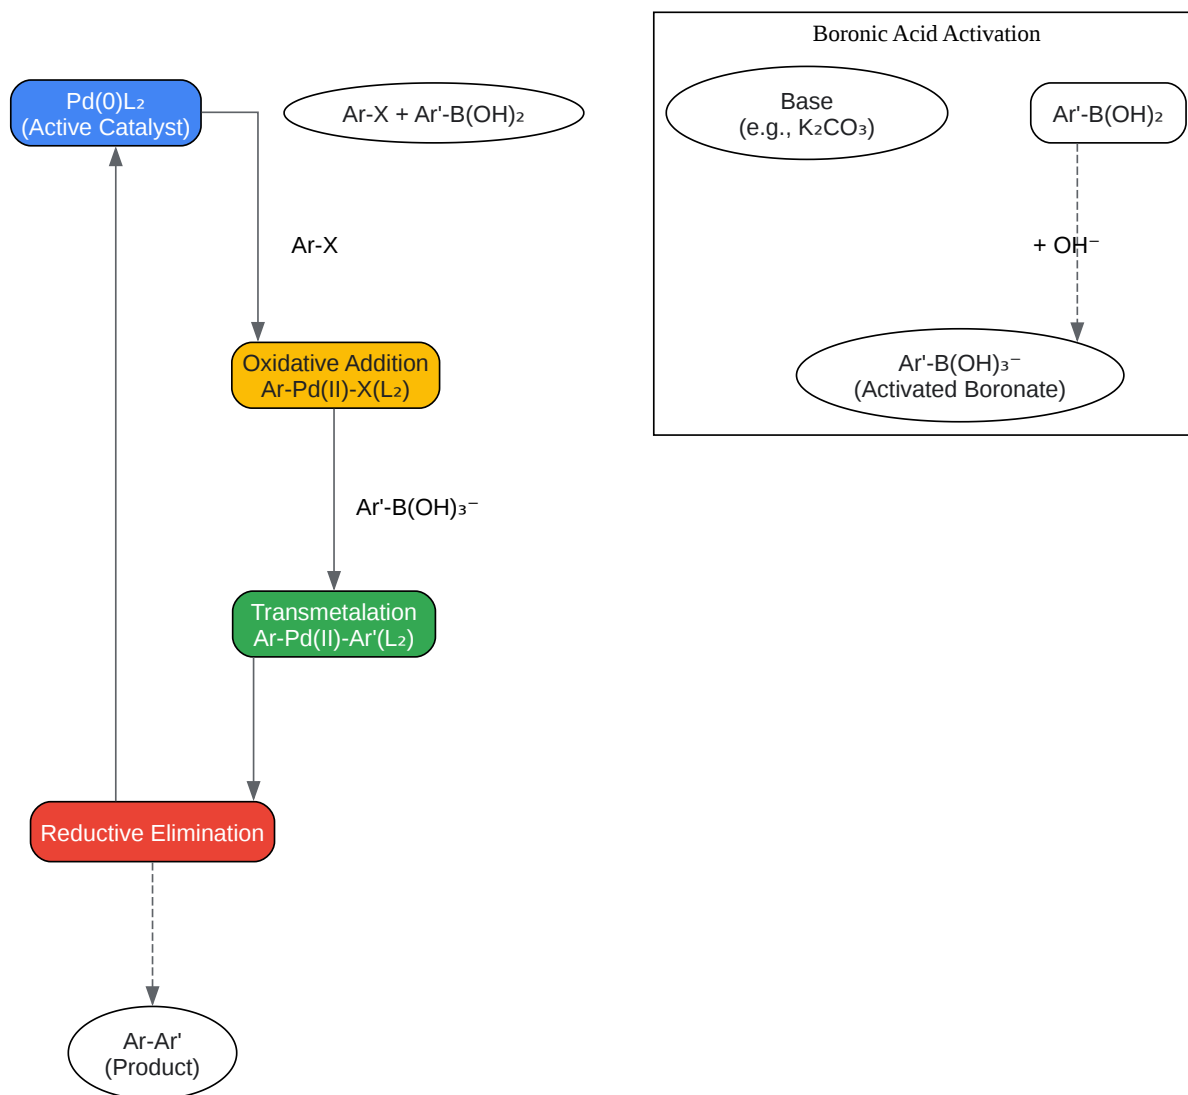 Boronic Acid Activation
Pd(0)L₂
(Active Catalyst)
Ar-X + Ar'-B(OH)₂
Base
(e.g., K₂CO₃)
Ar'-B(OH)₂
Ar-X
+ OH⁻
Oxidative Addition
Ar-Pd(II)-X(L₂)
Ar'-B(OH)₃⁻
(Activated Boronate)
Ar'-B(OH)₃⁻
Transmetalation
Ar-Pd(II)-Ar'(L₂)
Reductive Elimination
Ar-Ar'
(Product)